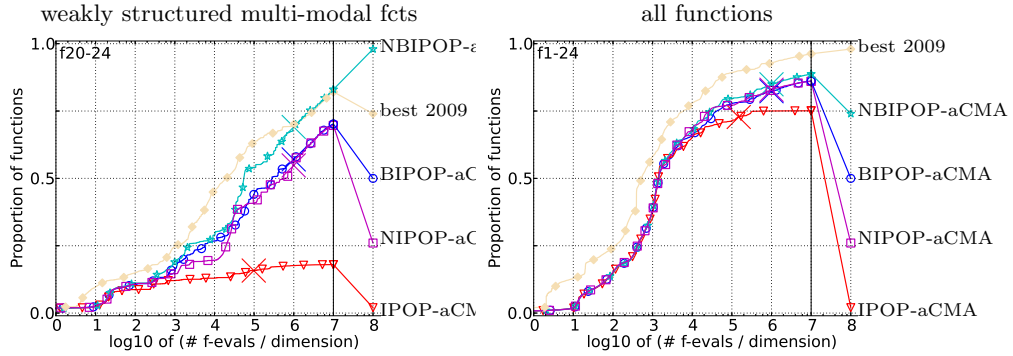 weakly structured multi-modal fcts
f20-24
1.0
0.5
0.0
Proportion of functions
0 1 2 3 4 5 6 7 8
log10 of (# f-evals / dimension)
NBIPOP-a
best 2009
BIPOP-aC
NIPOP-aC
IPOP-aCM
all functions
f1-24
1.0
0.5
0.0
Proportion of functions
0 1 2 3 4 5 6 7 8
log10 of (# f-evals / dimension)
best 2009
NBIPOP-aCMA
BIPOP-aCMA
NIPOP-aCMA
IPOP-aCMA